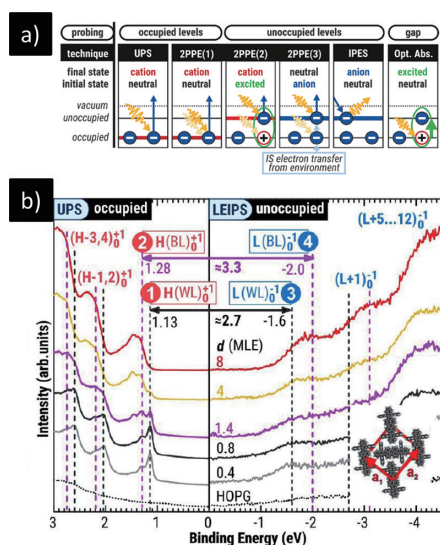 a)
probing occupied levels unoccupied levels gap
technique UPS 2PPE(1) 2PPE(2) 2PPE(3) IPES Opt. Abs.
final state cation cation cation neutral anion excited
initial state neutral neutral excited anion neutral neutral
vacuum
unoccupied
occupied
IS electron transfer
from environment
b)
UPS occupied LEIPS unoccupied
(L+5...12)₀⁻¹
(H-3,4)₀⁺¹ 2 H(BL)₀⁺¹ L(BL)₀⁻¹ 4
(H-1,2)₀⁺¹ 1.28 ≈3.3 -2.0 (L+1)₀⁻¹
1 H(WL)₀⁺¹ L(WL)₀⁻¹ 3
1.13 ≈2.7 -1.6
d (MLE)
8
4
1.4
0.8
0.4
HOPG
a₁ a₂
Intensity (arb.units)
3 2 1 0 -1 -2 -3 -4
Binding Energy (eV)